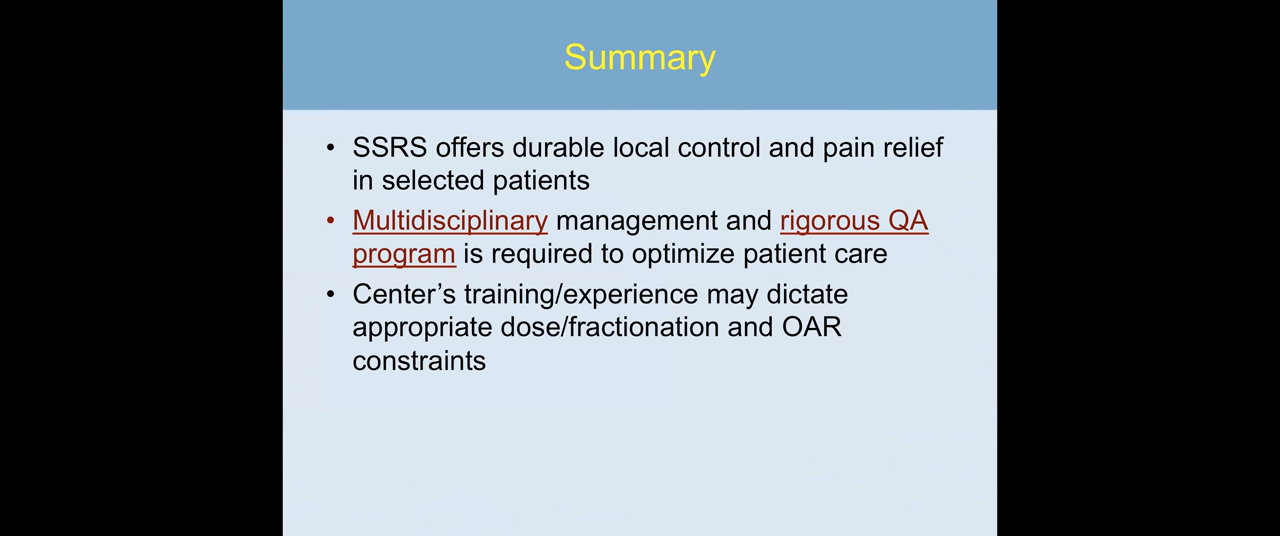 Summary
• SSRS offers durable local control and pain relief
in selected patients
• Multidisciplinary management and rigorous QA
program is required to optimize patient care
• Center’s training/experience may dictate
appropriate dose/fractionation and OAR
constraints